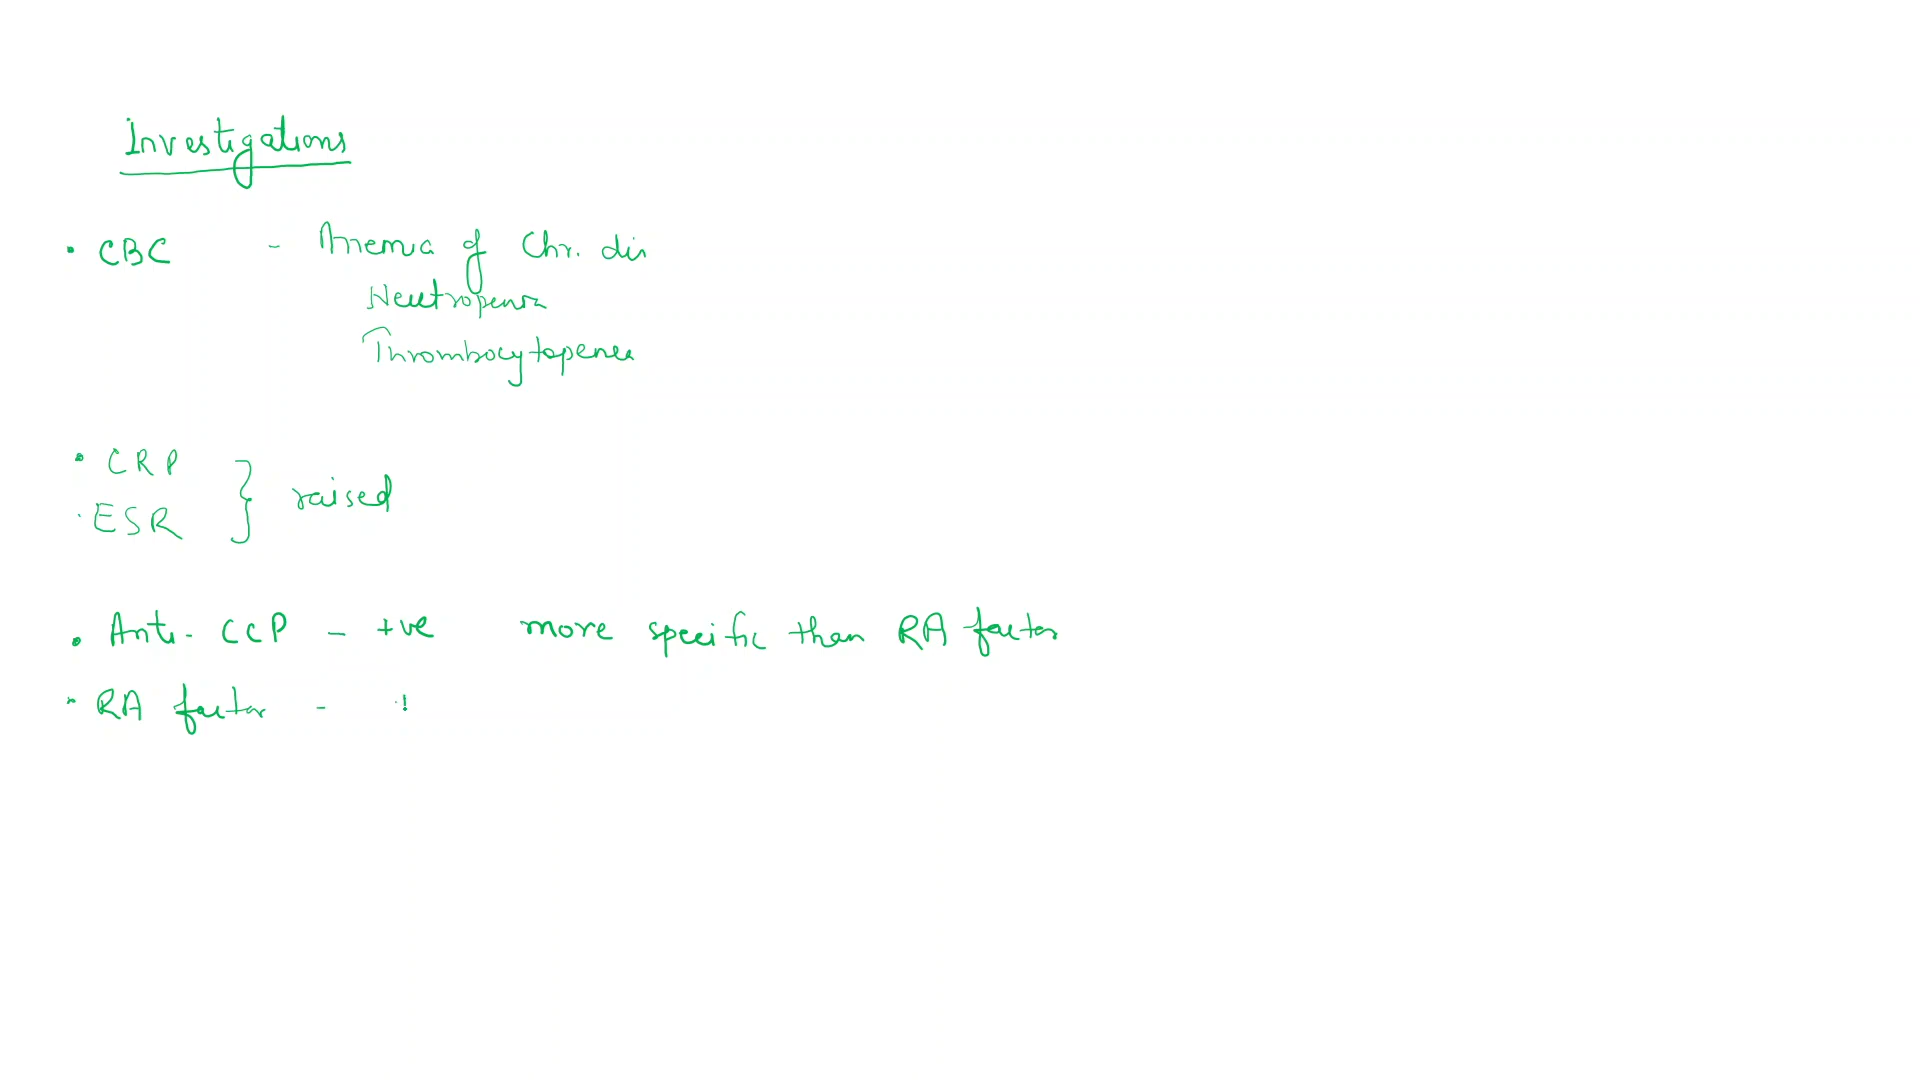 Investigations
• CBC - Anemia of Chr. dis
Neutropenia
Thrombocytopenia
• CRP
• ESR } raised
• Anti-CCP - +ve more specific than RA factor
• RA factor -